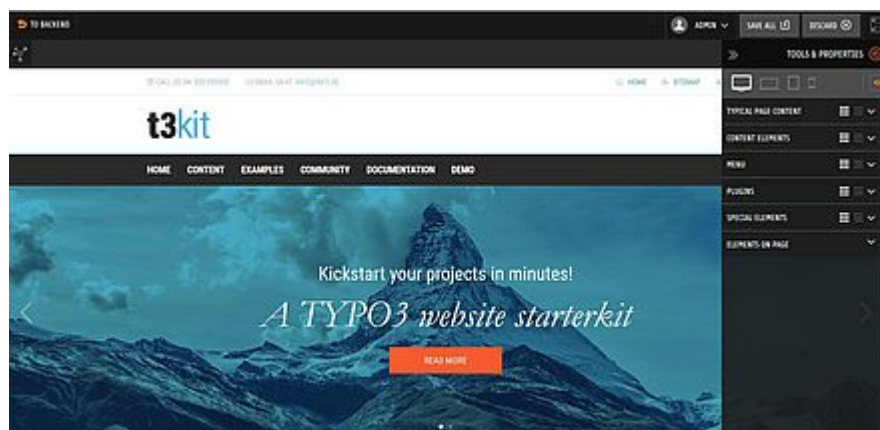 TO BACKEND
ADMIN
SAVE ALL
DISCARD
TOOLS & PROPERTIES
HOME
SITEMAP
t3kit
HOME CONTENT EXAMPLES COMMUNITY DOCUMENTATION DEMO
TYPICAL PAGE CONTENT
CONTENT ELEMENTS
MENU
PLUGINS
SPECIAL ELEMENTS
ELEMENTS ON PAGE
Kickstart your projects in minutes!
A TYPO3 website starterkit
READ MORE